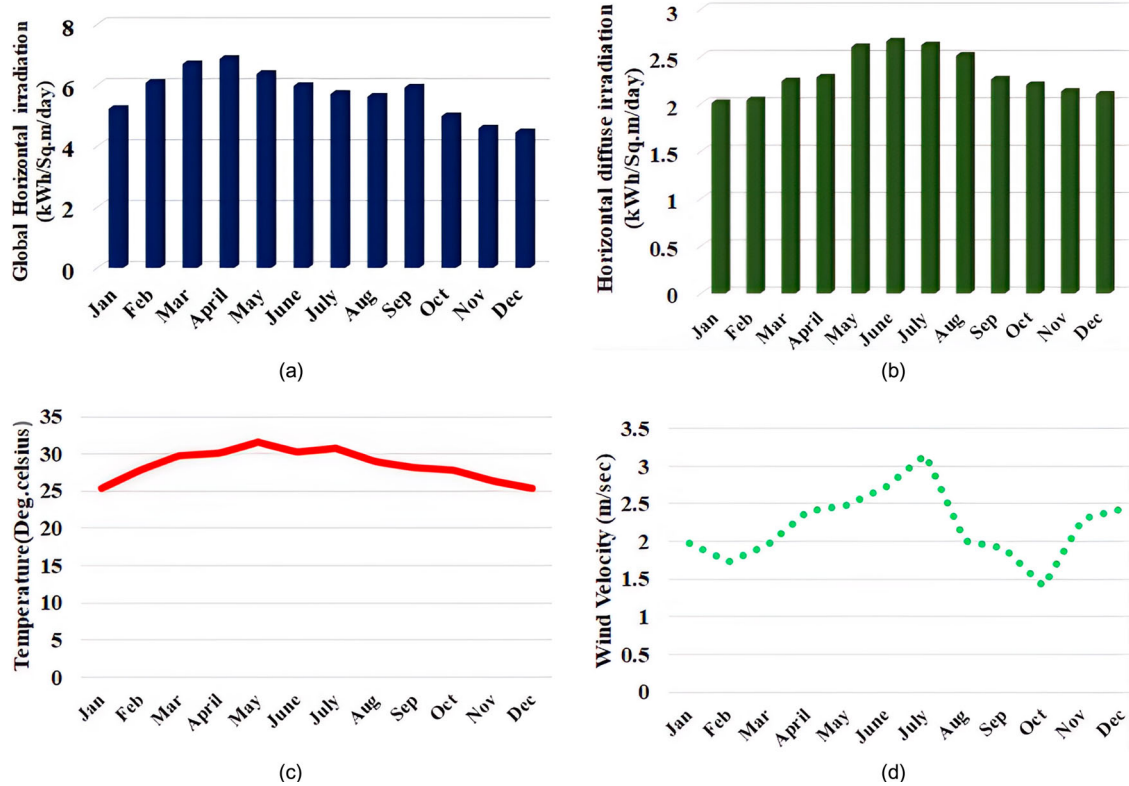 Global Horizontal irradiation
(kWh/Sq.m/day)
8
6
4
2
0
Jan
Feb
Mar
April
May
June
July
Aug
Sep
Oct
Nov
Dec
(a)
Horizontal diffuse irradiation
(kWh/Sq.m/day)
3
2.5
2
1.5
1
0.5
0
Jan
Feb
Mar
April
May
June
July
Aug
Sep
Oct
Nov
Dec
(b)
Temperature(Deg.celsius)
35
30
25
20
15
10
5
0
Jan
Feb
Mar
April
May
June
July
Aug
Sep
Oct
Nov
Dec
(c)
Wind Velocity (m/sec)
3.5
3
2.5
2
1.5
1
0.5
0
Jan
Feb
Mar
April
May
June
July
Aug
Sep
Oct
Nov
Dec
(d)